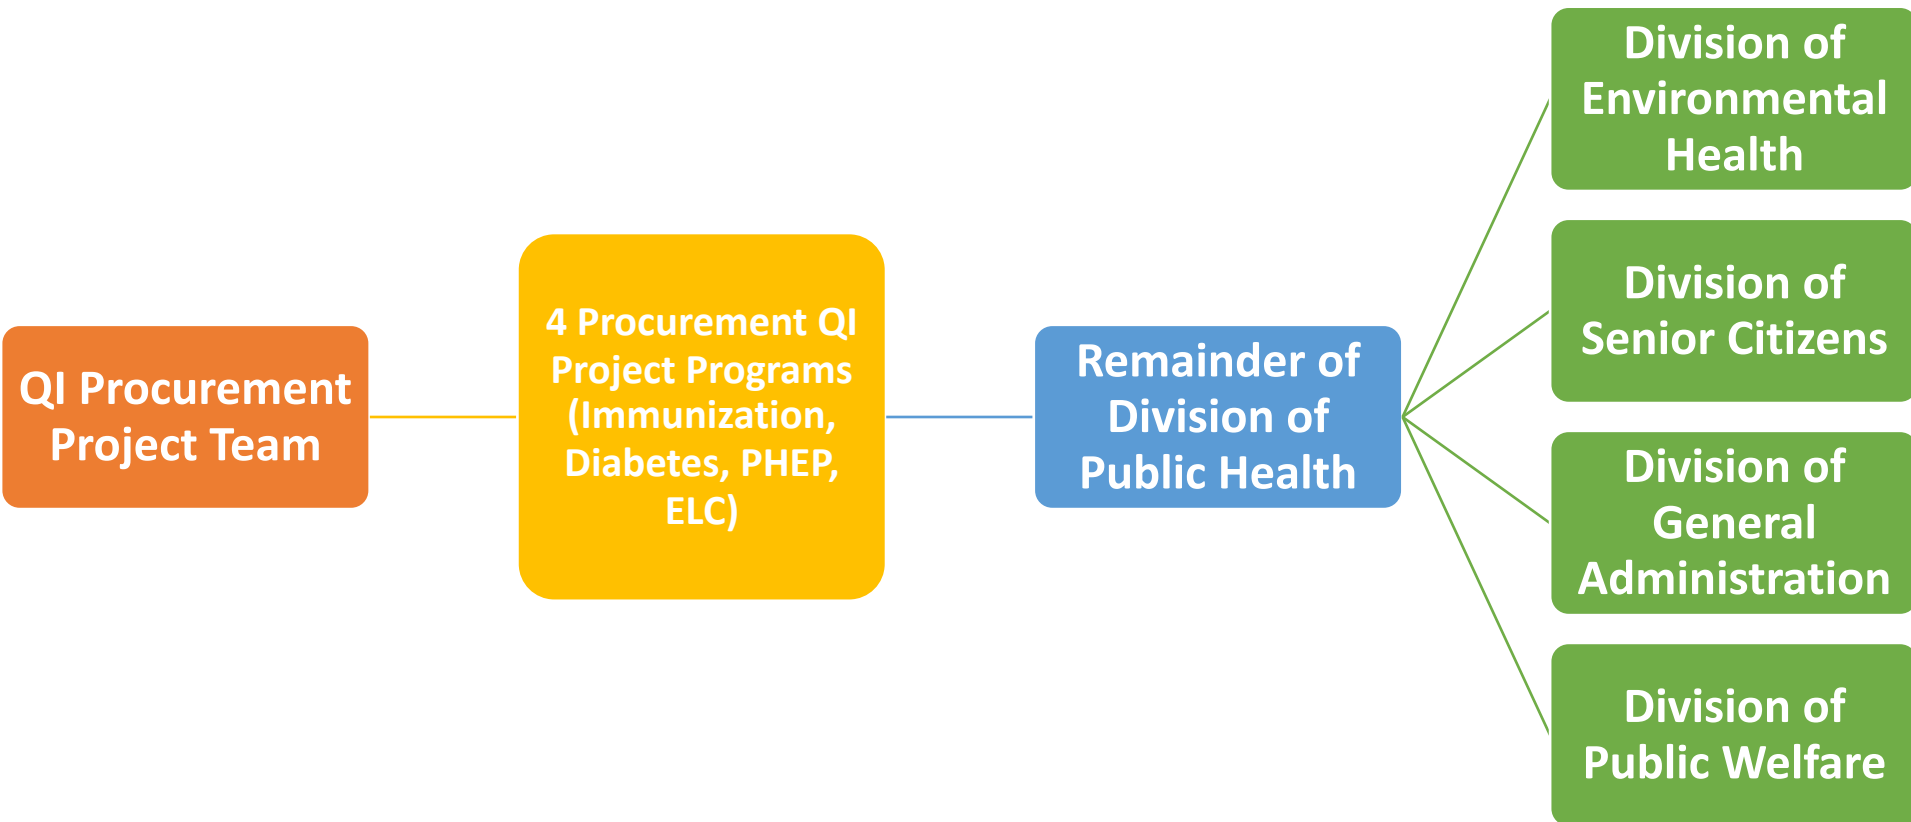 QI Procurement
Project Team
4 Procurement QI
Project Programs
(Immunization,
Diabetes, PHEP,
ELC)
Remainder of
Division of
Public Health
Division of
Environmental
Health
Division of
Senior Citizens
Division of
General
Administration
Division of
Public Welfare